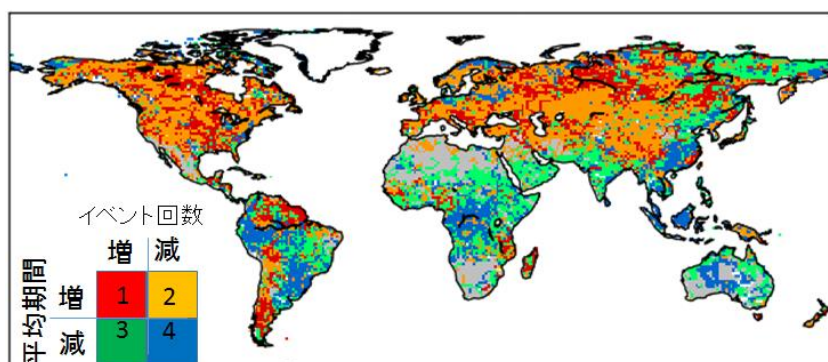 イベント回数
増 減
平均期間
増 1 2
減 3 4